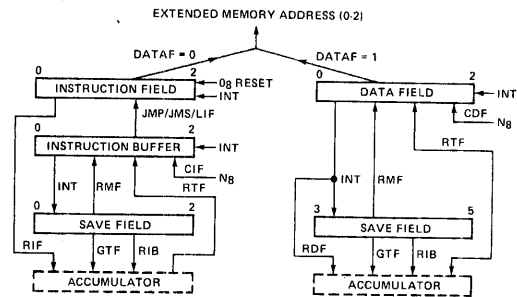 EXTENDED MEMORY ADDRESS (0-2)
DATAF = 0
DATAF = 1
0 2
INSTRUCTION FIELD
0₈ RESET
INT
0 2
DATA FIELD
INT
JMP/JMS/LIF
CDF
N₈
0 2
INSTRUCTION BUFFER
INT
RTF
CIF
N₈
INT
RMF
RTF
INT
RMF
0 2
SAVE FIELD
3 5
SAVE FIELD
RIF
GTF
RIB
RDF
GTF
RIB
ACCUMULATOR
ACCUMULATOR